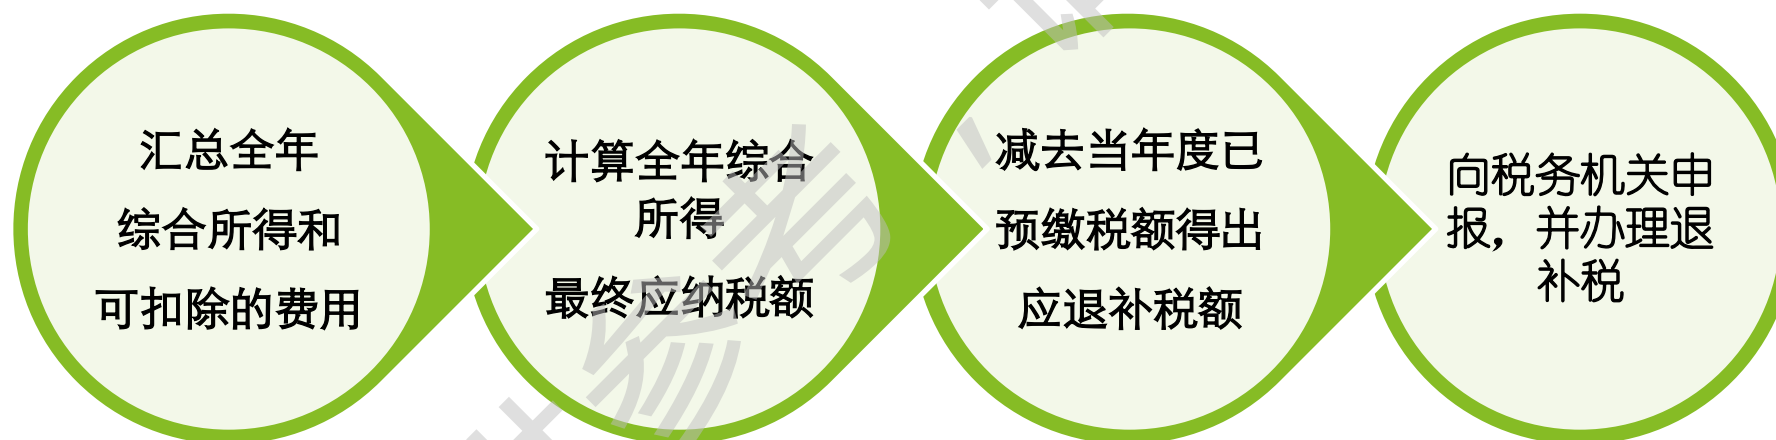 汇总全年
综合所得和
可扣除的费用
计算全年综合
所得
最终应纳税额
减去当年度已
预缴税额得出
应退补税额
向税务机关申
报，并办理退
补税
参考，